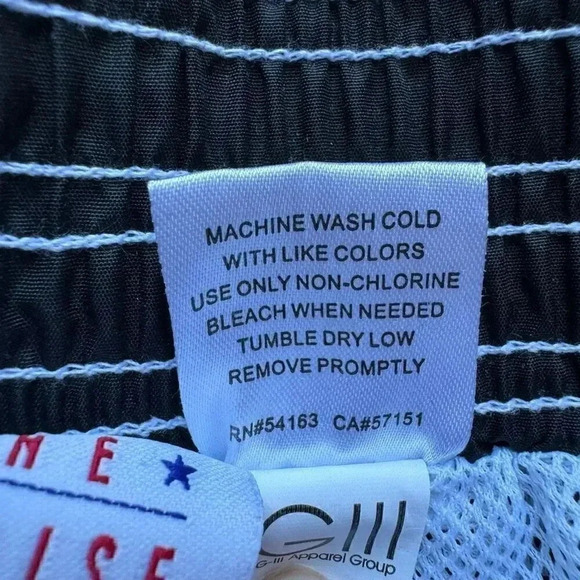 MACHINE WASH COLD
WITH LIKE COLORS
USE ONLY NON-CHLORINE
BLEACH WHEN NEEDED
TUMBLE DRY LOW
REMOVE PROMPTLY
RN#54163 CA#57151
GIII
G-III Apparel Group